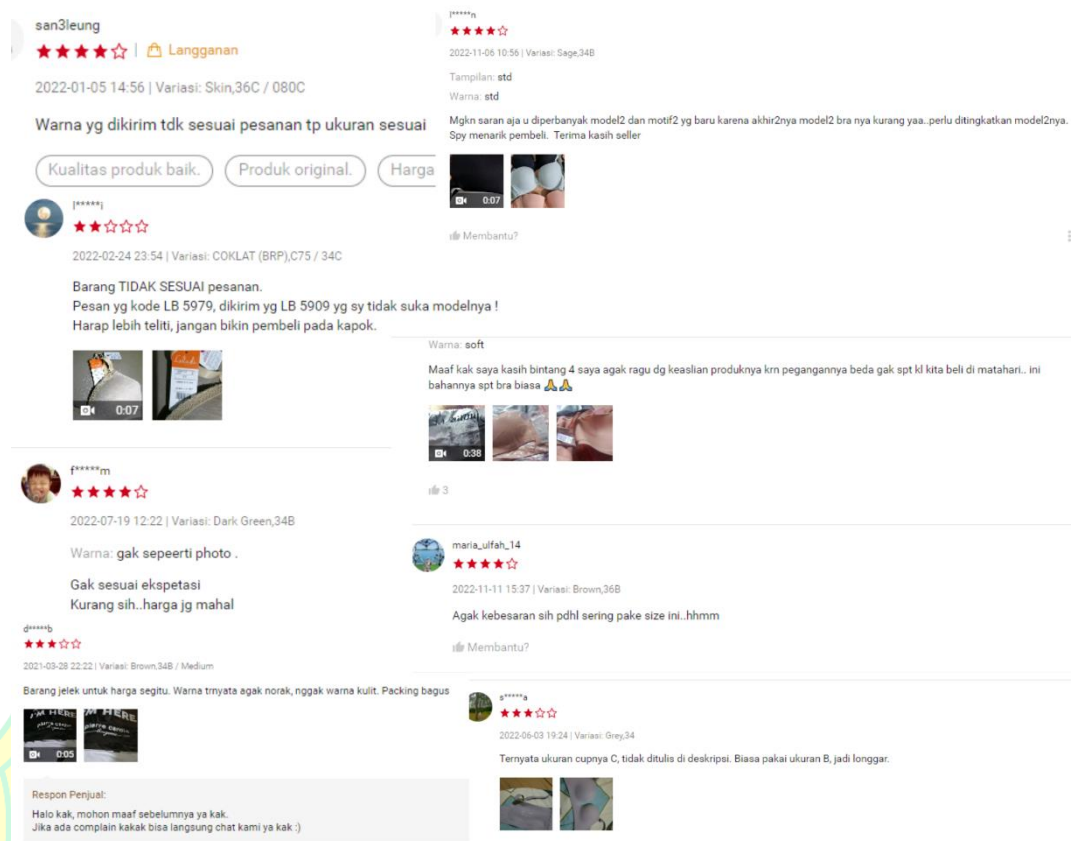 san3leung
Langganan
2022-01-05 14:56 | Variasi: Skin,36C / 080C
Warna yg dikirim tdk sesuai pesanan tp ukuran sesuai
Kualitas produk baik.
Produk original.
Harga
l*****i
2022-02-24 23:54 | Variasi: COKLAT (BRP),C75 / 34C
Barang TIDAK SESUAI pesanan.
Pesan yg kode LB 5979, dikirim yg LB 5909 yg sy tidak suka modelnya !
Harap lebih teliti, jangan bikin pembeli pada kapok.
0:07
f*****m
2022-07-19 12:22 | Variasi: Dark Green,34B
Warna: gak sepeerti photo .
Gak sesuai ekspetasi
Kurang sih..harga jg mahal
d*****b
2021-03-28 22:22 | Variasi: Brown,34B / Medium
Barang jelek untuk harga segitu. Warna trnyata agak norak, nggak warna kulit. Packing bagus
I'M HERE
pierre cardin
0:05
HERE
pierre cardin
Respon Penjual:
Halo kak, mohon maaf sebelumnya ya kak.
Jika ada complain kakak bisa langsung chat kami ya kak :)
l*****n
2022-11-06 10:56 | Variasi: Sage,34B
Tampilan: std
Warna: std
Mgkn saran aja u diperbanyak model2 dan motif2 yg baru karena akhir2nya model2 bra nya kurang yaa..perlu ditingkatkan model2nya.
Spy menarik pembeli. Terima kasih seller
0:07
Membantu?
Warna: soft
Maaf kak saya kasih bintang 4 saya agak ragu dg keaslian produknya krn pegangannya beda gak spt kl kita beli di matahari.. ini
bahannya spt bra biasa 🙏🙏
0:38
3
maria_ulfah_14
2022-11-11 15:37 | Variasi: Brown,36B
Agak kebesaran sih pdhl sering pake size ini..hhmm
Membantu?
s*****a
2022-06-03 19:24 | Variasi: Grey,34
Ternyata ukuran cupnya C, tidak ditulis di deskripsi. Biasa pakai ukuran B, jadi longgar.